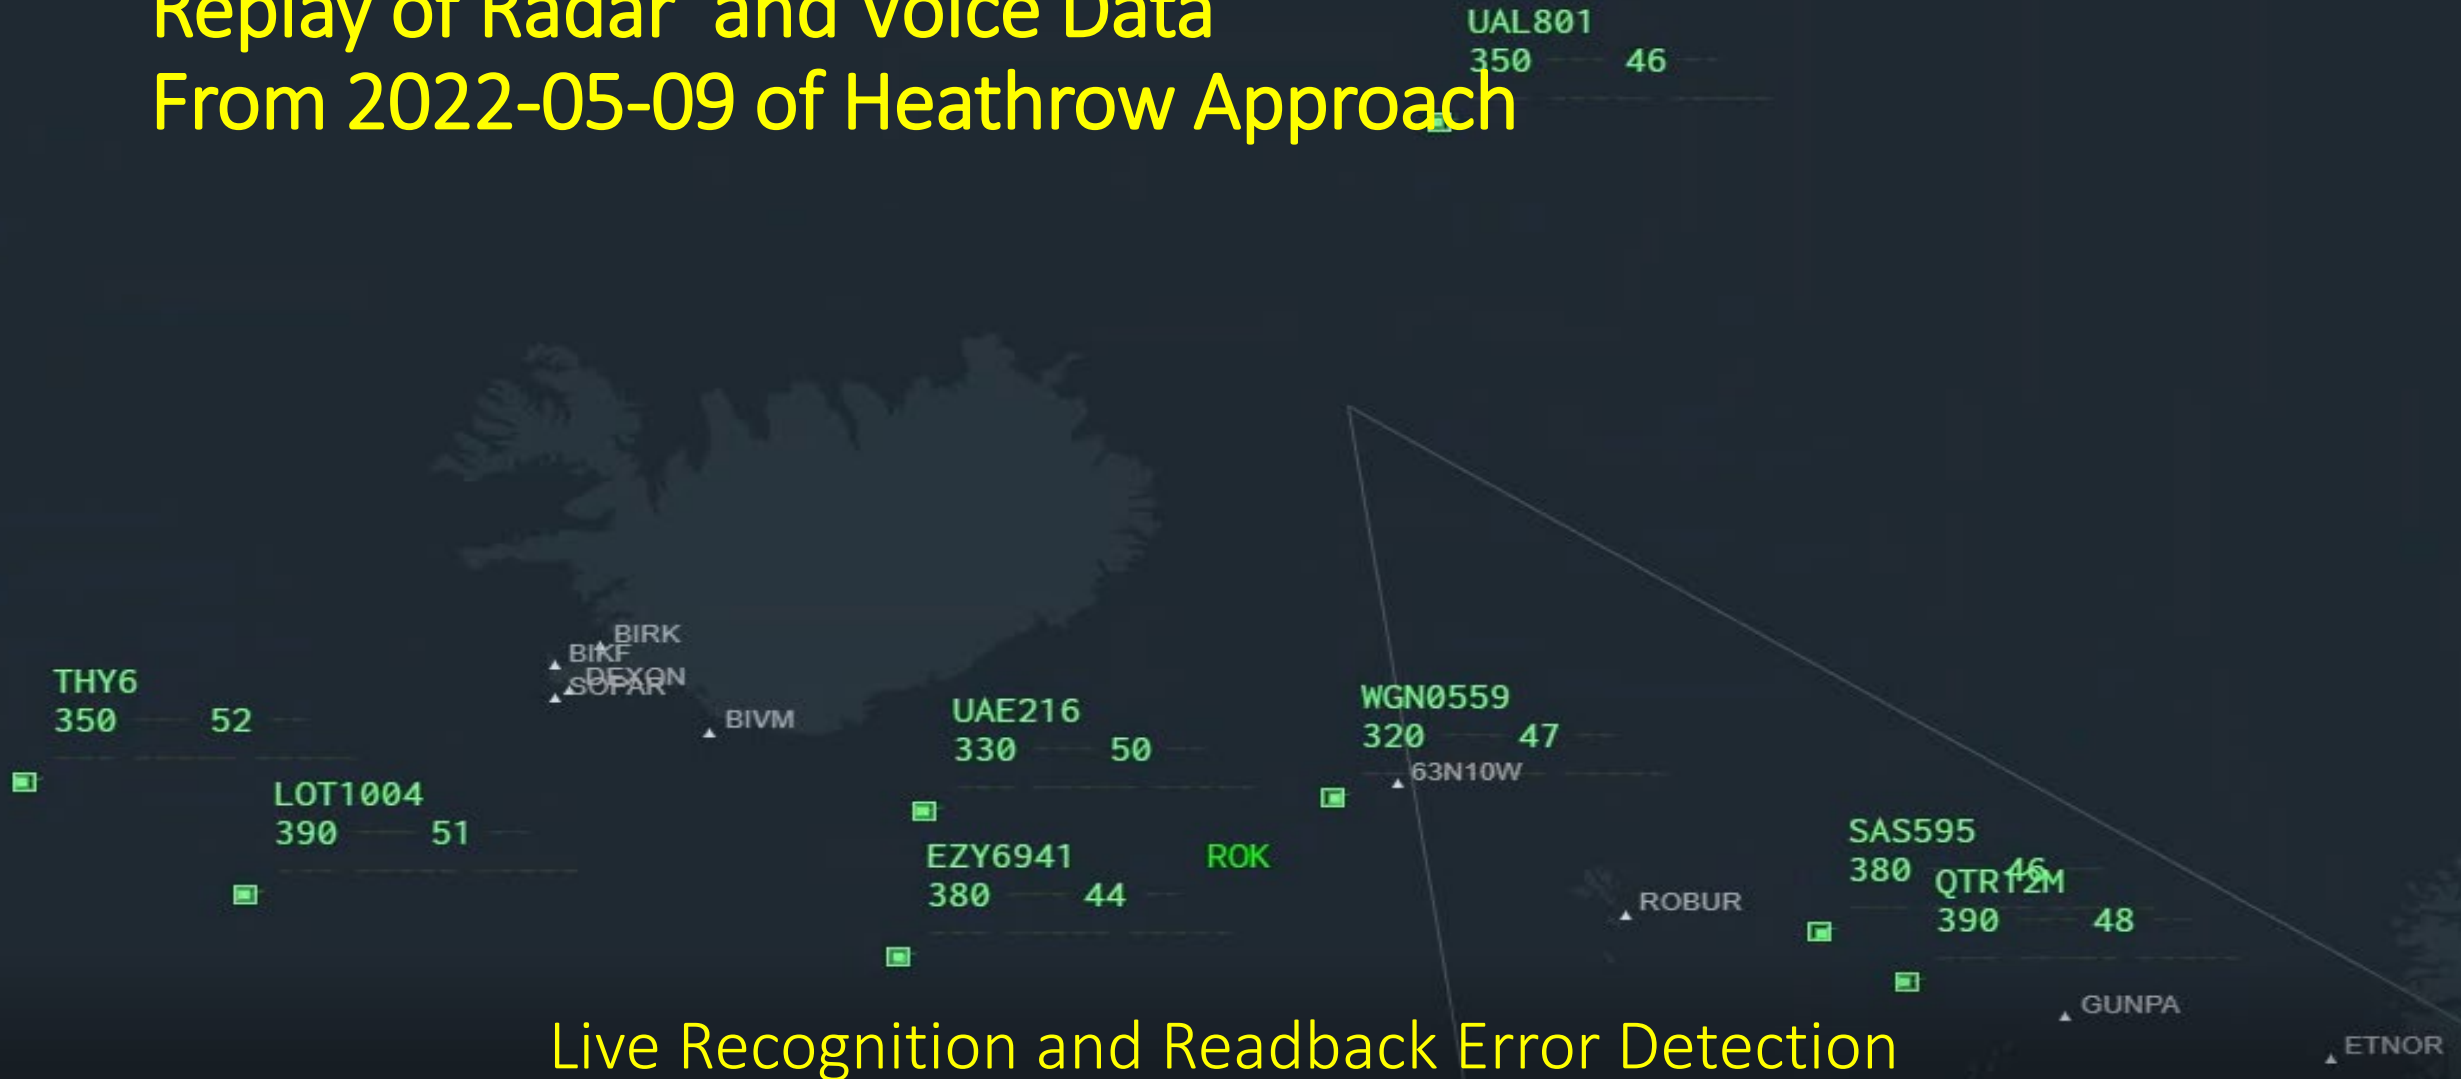 Replay of Radar and Voice Data
From 2022-05-09 of Heathrow Approach
UAL801
350 46
BIRK
BIKF
DEXON
SOPAR
BIVM
THY6
350 52
LOT1004
390 51
UAE216
330 50
EZY6941 ROK
380 44
WGN0559
320 47
63N10W
ROBUR
SAS595
380 46
QTRT2M
390 48
GUNPA
ETNOR
Live Recognition and Readback Error Detection